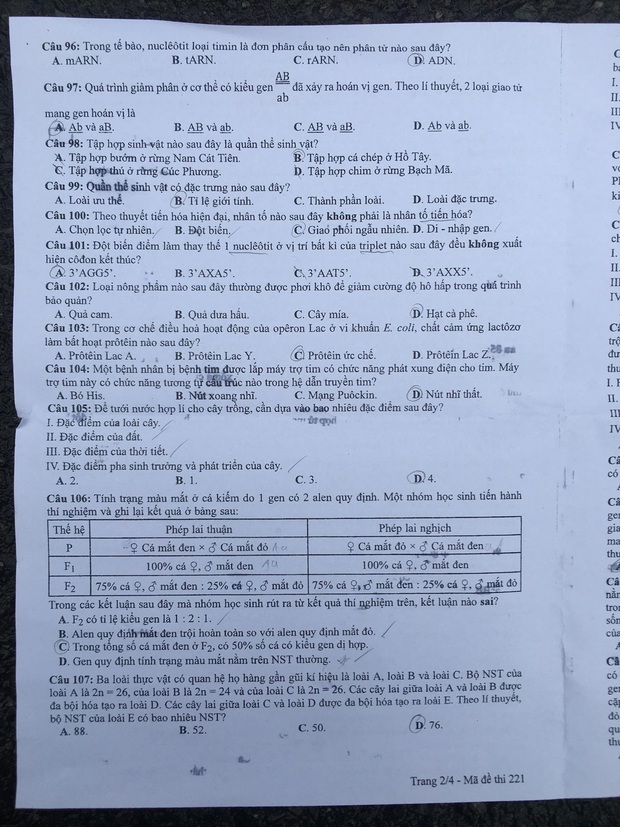 Câu 96: Trong tế bào, nuclêôtit loại timin là đơn phân cấu tạo nên phân tử nào sau đây?
A. mARN. B. tARN. C. rARN. D. ADN.
Câu 97: Quá trình giảm phân ở cơ thể có kiểu gen AB/ab đã xảy ra hoán vị gen. Theo lí thuyết, 2 loại giao tử
mang gen hoán vị là
A. Ab và aB. B. AB và ab. C. AB và aB. D. Ab và ab.
Câu 98: Tập hợp sinh vật nào sau đây là quần thể sinh vật?
A. Tập hợp bướm ở rừng Nam Cát Tiên. B. Tập hợp cá chép ở Hồ Tây.
C. Tập hợp thú ở rừng Cúc Phương. D. Tập hợp chim ở rừng Bạch Mã.
Câu 99: Quần thể sinh vật có đặc trưng nào sau đây?
A. Loài ưu thế. B. Tỉ lệ giới tính. C. Thành phần loài. D. Loài đặc trưng.
Câu 100: Theo thuyết tiến hóa hiện đại, nhân tố nào sau đây không phải là nhân tố tiến hóa?
A. Chọn lọc tự nhiên. B. Đột biến. C. Giao phối ngẫu nhiên. D. Di - nhập gen.
Câu 101: Đột biến điểm làm thay thế 1 nuclêôtit ở vị trí bất kì của triplet nào sau đây đều không xuất
hiện côđon kết thúc?
A. 3'AGG5'. B. 3'AXA5'. C. 3'AAT5'. D. 3'AXX5'.
Câu 102: Loại nông phẩm nào sau đây thường được phơi khô để giảm cường độ hô hấp trong quá trình
bảo quản?
A. Quả cam. B. Quả dưa hấu. C. Cây mía. D. Hạt cà phê.
Câu 103: Trong cơ chế điều hoà hoạt động của opêron Lac ở vi khuẩn E. coli, chất cảm ứng lactôzơ
làm bất hoạt prôtêin nào sau đây?
A. Prôtêin Lac A. B. Prôtêin Lac Y. C. Prôtêin ức chế. D. Prôtêin Lac Z.
Câu 104: Một bệnh nhân bị bệnh tim được lắp máy trợ tim có chức năng phát xung điện cho tim. Máy
trợ tim này có chức năng tương tự cấu trúc nào trong hệ dẫn truyền tim?
A. Bó His. B. Nút xoang nhĩ. C. Mạng Puôckin. D. Nút nhĩ thất.
Câu 105: Để tưới nước hợp lí cho cây trồng, cần dựa vào bao nhiêu đặc điểm sau đây?
I. Đặc điểm của loài cây.
II. Đặc điểm của đất.
III. Đặc điểm của thời tiết.
IV. Đặc điểm pha sinh trưởng và phát triển của cây.
A. 2. B. 1. C. 3. D. 4.
Câu 106: Tính trạng màu mắt ở cá kiếm do 1 gen có 2 alen quy định. Một nhóm học sinh tiến hành
thí nghiệm và ghi lại kết quả ở bảng sau:
Thế hệ Phép lai thuận Phép lai nghịch
P ♀ Cá mắt đen × ♂ Cá mắt đỏ ♀ Cá mắt đỏ × ♂ Cá mắt đen
F1 100% cá ♀, ♂ mắt đen 100% cá ♀, ♂ mắt đen
F2 75% cá ♀, ♂ mắt đen : 25% cá ♀, ♂ mắt đỏ 75% cá ♀, ♂ mắt đen : 25% cá ♀, ♂ mắt đỏ
Trong các kết luận sau đây mà nhóm học sinh rút ra từ kết quả thí nghiệm trên, kết luận nào sai?
A. F2 có tỉ lệ kiểu gen là 1 : 2 : 1.
B. Alen quy định mắt đen trội hoàn toàn so với alen quy định mắt đỏ.
C. Trong tổng số cá mắt đen ở F2, có 50% số cá có kiểu gen dị hợp.
D. Gen quy định tính trạng màu mắt nằm trên NST thường.
Câu 107: Ba loài thực vật có quan hệ họ hàng gần gũi kí hiệu là loài A, loài B và loài C. Bộ NST của
loài A là 2n = 26, của loài B là 2n = 24 và của loài C là 2n = 26. Các cây lai giữa loài A và loài B được
đa bội hóa tạo ra loài D. Các cây lai giữa loài C và loài D được đa bội hóa tạo ra loài E. Theo lí thuyết,
bộ NST của loài E có bao nhiêu NST?
A. 88. B. 52. C. 50. D. 76.
Trang 2/4 - Mã đề thi 221